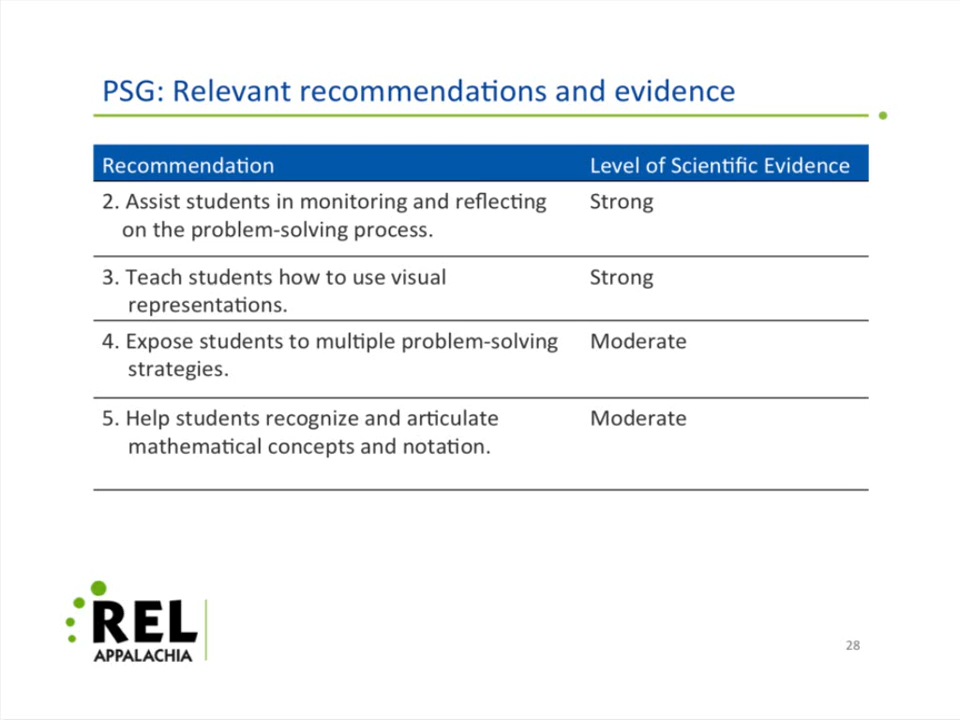 PSG: Relevant recommendations and evidence
Recommendation Level of Scientific Evidence
2. Assist students in monitoring and reflecting Strong
on the problem-solving process.
3. Teach students how to use visual Strong
representations.
4. Expose students to multiple problem-solving Moderate
strategies.
5. Help students recognize and articulate Moderate
mathematical concepts and notation.
REL
APPALACHIA
28